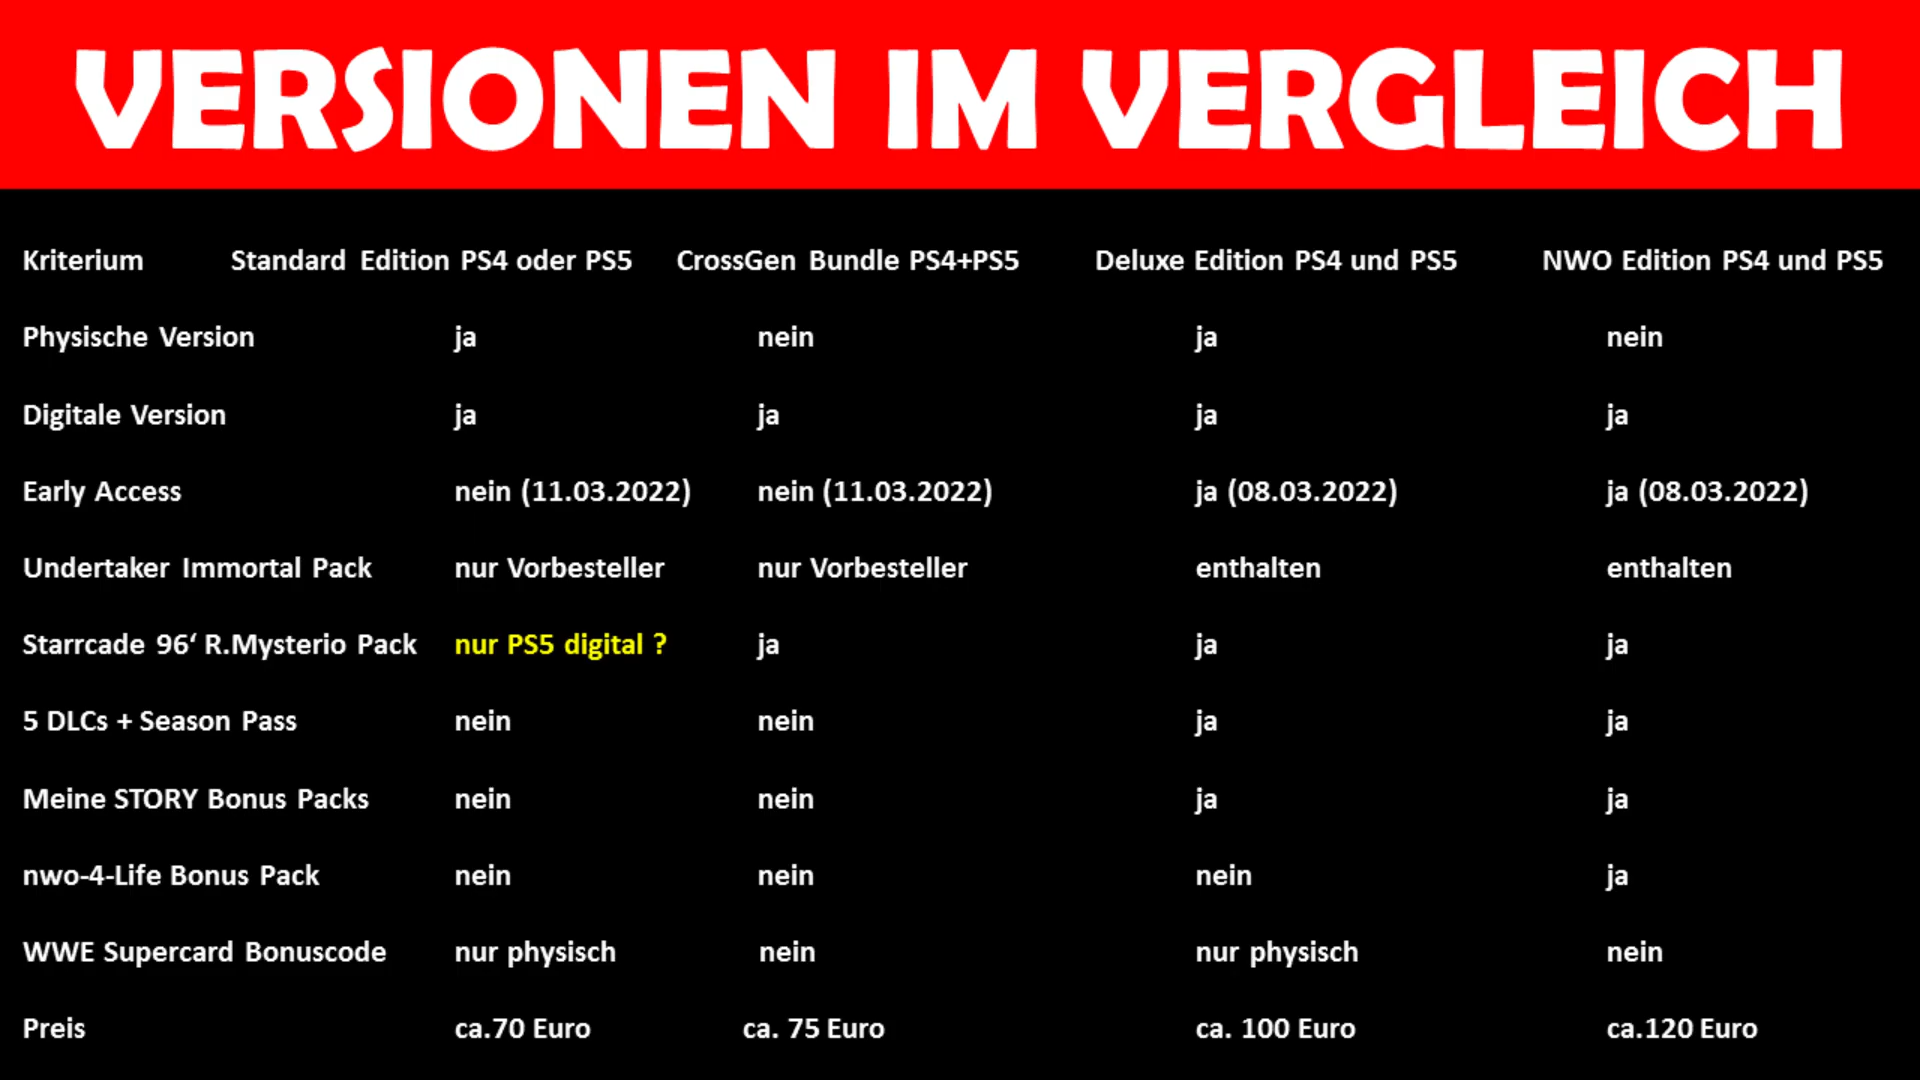 VERSIONEN IM VERGLEICH
Kriterium Standard Edition PS4 oder PS5 CrossGen Bundle PS4+PS5 Deluxe Edition PS4 und PS5 NWO Edition PS4 und PS5
Physische Version ja nein ja nein
Digitale Version ja ja ja ja
Early Access nein (11.03.2022) nein (11.03.2022) ja (08.03.2022) ja (08.03.2022)
Undertaker Immortal Pack nur Vorbesteller nur Vorbesteller enthalten enthalten
Starrcade 96‘ R.Mysterio Pack nur PS5 digital ? ja ja ja
5 DLCs + Season Pass nein nein ja ja
Meine STORY Bonus Packs nein nein ja ja
nwo-4-Life Bonus Pack nein nein nein ja
WWE Supercard Bonuscode nur physisch nein nur physisch nein
Preis ca.70 Euro ca. 75 Euro ca. 100 Euro ca.120 Euro